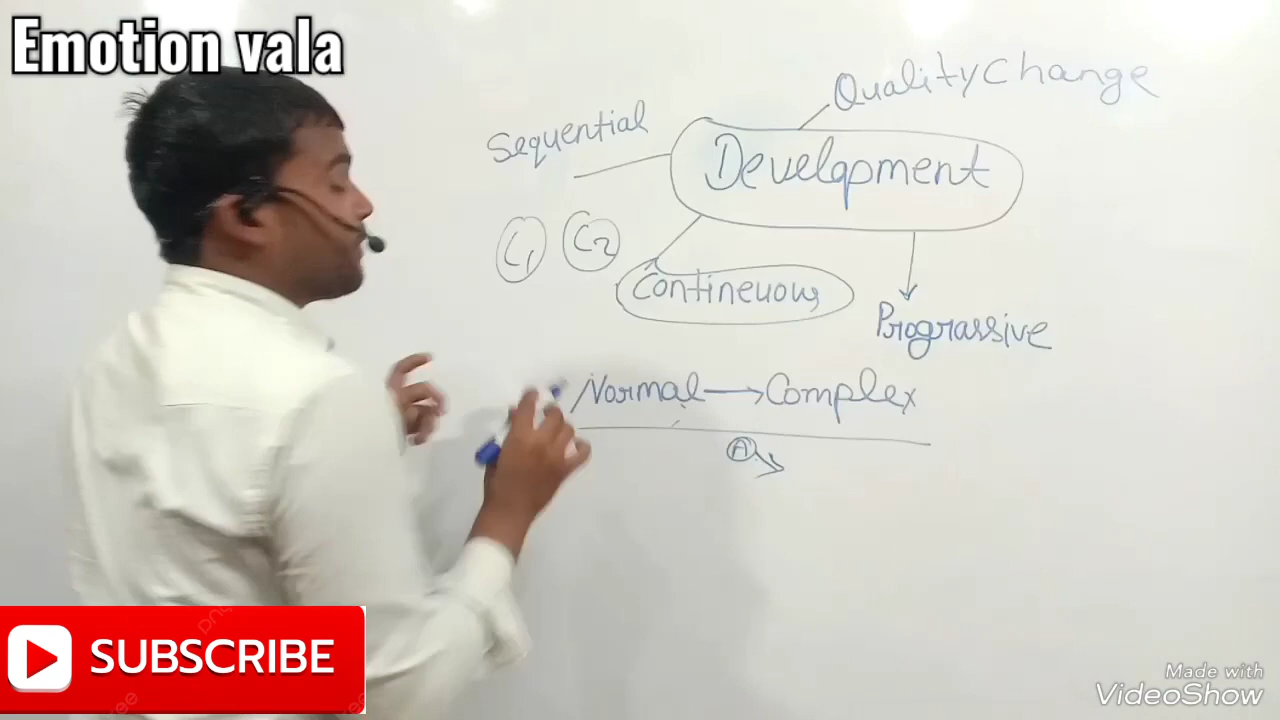 Emotion vala
Quality Change
Sequential
Development
C1 C2
Contineuous
Prograssive
Normal → Complex
A
SUBSCRIBE
Made with
VideoShow